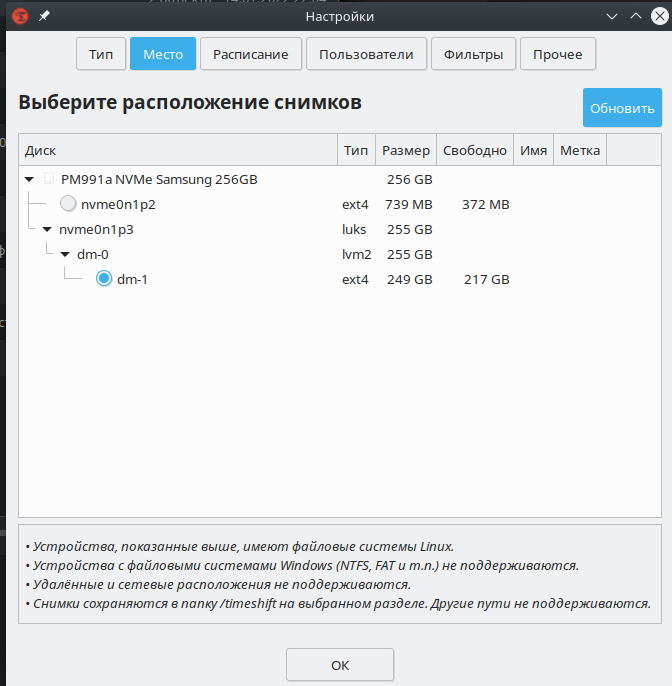 Настройки
Тип Место Расписание Пользователи Фильтры Прочее
Выберите расположение снимков
Обновить
Диск Тип Размер Свободно Имя Метка
PM991a NVMe Samsung 256GB 256 GB
nvme0n1p2 ext4 739 MB 372 MB
nvme0n1p3 luks 255 GB
dm-0 lvm2 255 GB
dm-1 ext4 249 GB 217 GB
• Устройства, показанные выше, имеют файловые системы Linux.
• Устройства с файловыми системами Windows (NTFS, FAT и т.п.) не поддерживаются.
• Удалённые и сетевые расположения не поддерживаются.
• Снимки сохраняются в папку /timeshift на выбранном разделе. Другие пути не поддерживаются.
ОК